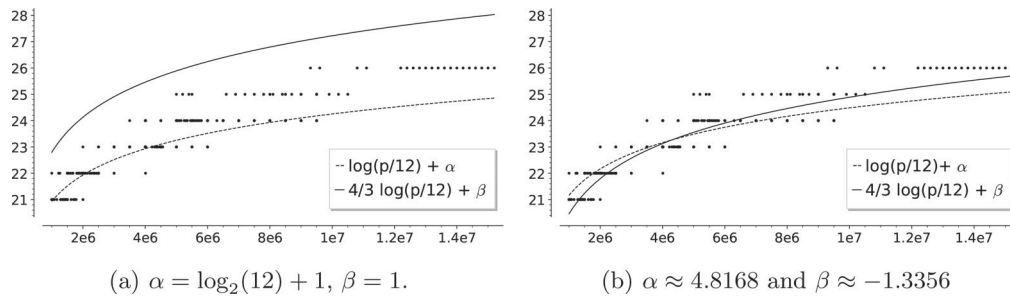 28
27
26
25
24
23
22
21
log(p/12)+ α
4/3 log(p/12) + β
2e6 4e6 6e6 8e6 1e7 1.2e7 1.4e7
(a) α = log₂(12) + 1, β = 1.
28
27
26
25
24
23
22
21
log(p/12)+ α
4/3 log(p/12) + β
2e6 4e6 6e6 8e6 1e7 1.2e7 1.4e7
(b) α ≈ 4.8168 and β ≈ −1.3356